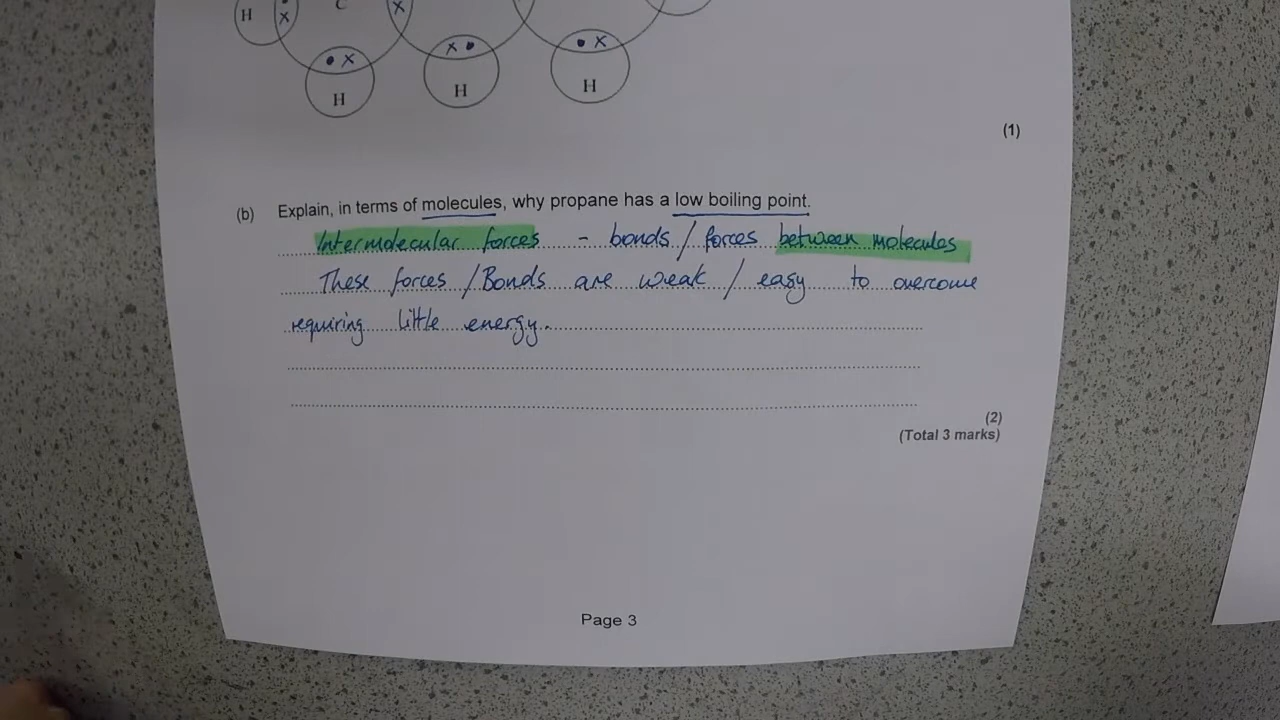 H x C x
• x x • • x
H H H
(1)
(b) Explain, in terms of molecules, why propane has a low boiling point.
Intermolecular forces - bonds / forces between molecules
These forces / Bonds are weak / easy to overcome
requiring little energy.
(2)
(Total 3 marks)
Page 3